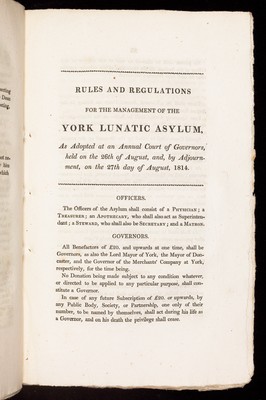 eeting
RULES AND REGULATIONS
FOR THE MANAGEMENT OF THE
YORK LUNATIC ASYLUM,
As Adopted at an Annual Court of Governors,
held on the 26th of August, and, by Adjourn-
ment, on the 27th day of August, 1814.
OFFICERS.
The Officers of the Asylum shall consist of a PHYSICIAN; a
TREASURER; an APOTHECARY, who shall also act as Superinten-
dant; a STEWARD, who shall also be SECRETARY; and a MATRON.
GOVERNORS.
All Benefactors of £20. and upwards at one time, shall be
Governors, as also the Lord Mayor of York, the Mayor of Don-
caster, and the Governor of the Merchants' Company at York,
respectively, for the time being.
No Donation being made subject to any condition whatever,
or directed to be applied to any particular purpose, shall con-
stitute a Governor.
In case of any future Subscription of £20. or upwards, by
any Public Body, Society, or Partnership, one only of their
number, to be named by themselves, shall act during his life as
a Governor, and on his death the privilege shall cease.